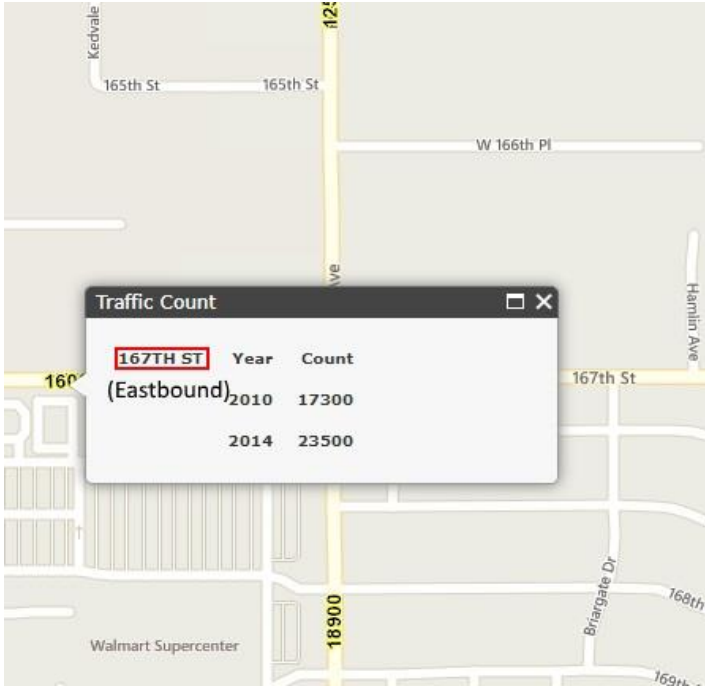 Kedvale
165th St
165th St
W 166th Pl
Traffic Count
167TH ST Year Count
(Eastbound)
2010 17300
2014 23500
Hamlin Ave
167th St
Briargate Dr
168th
18900
Walmart Supercenter